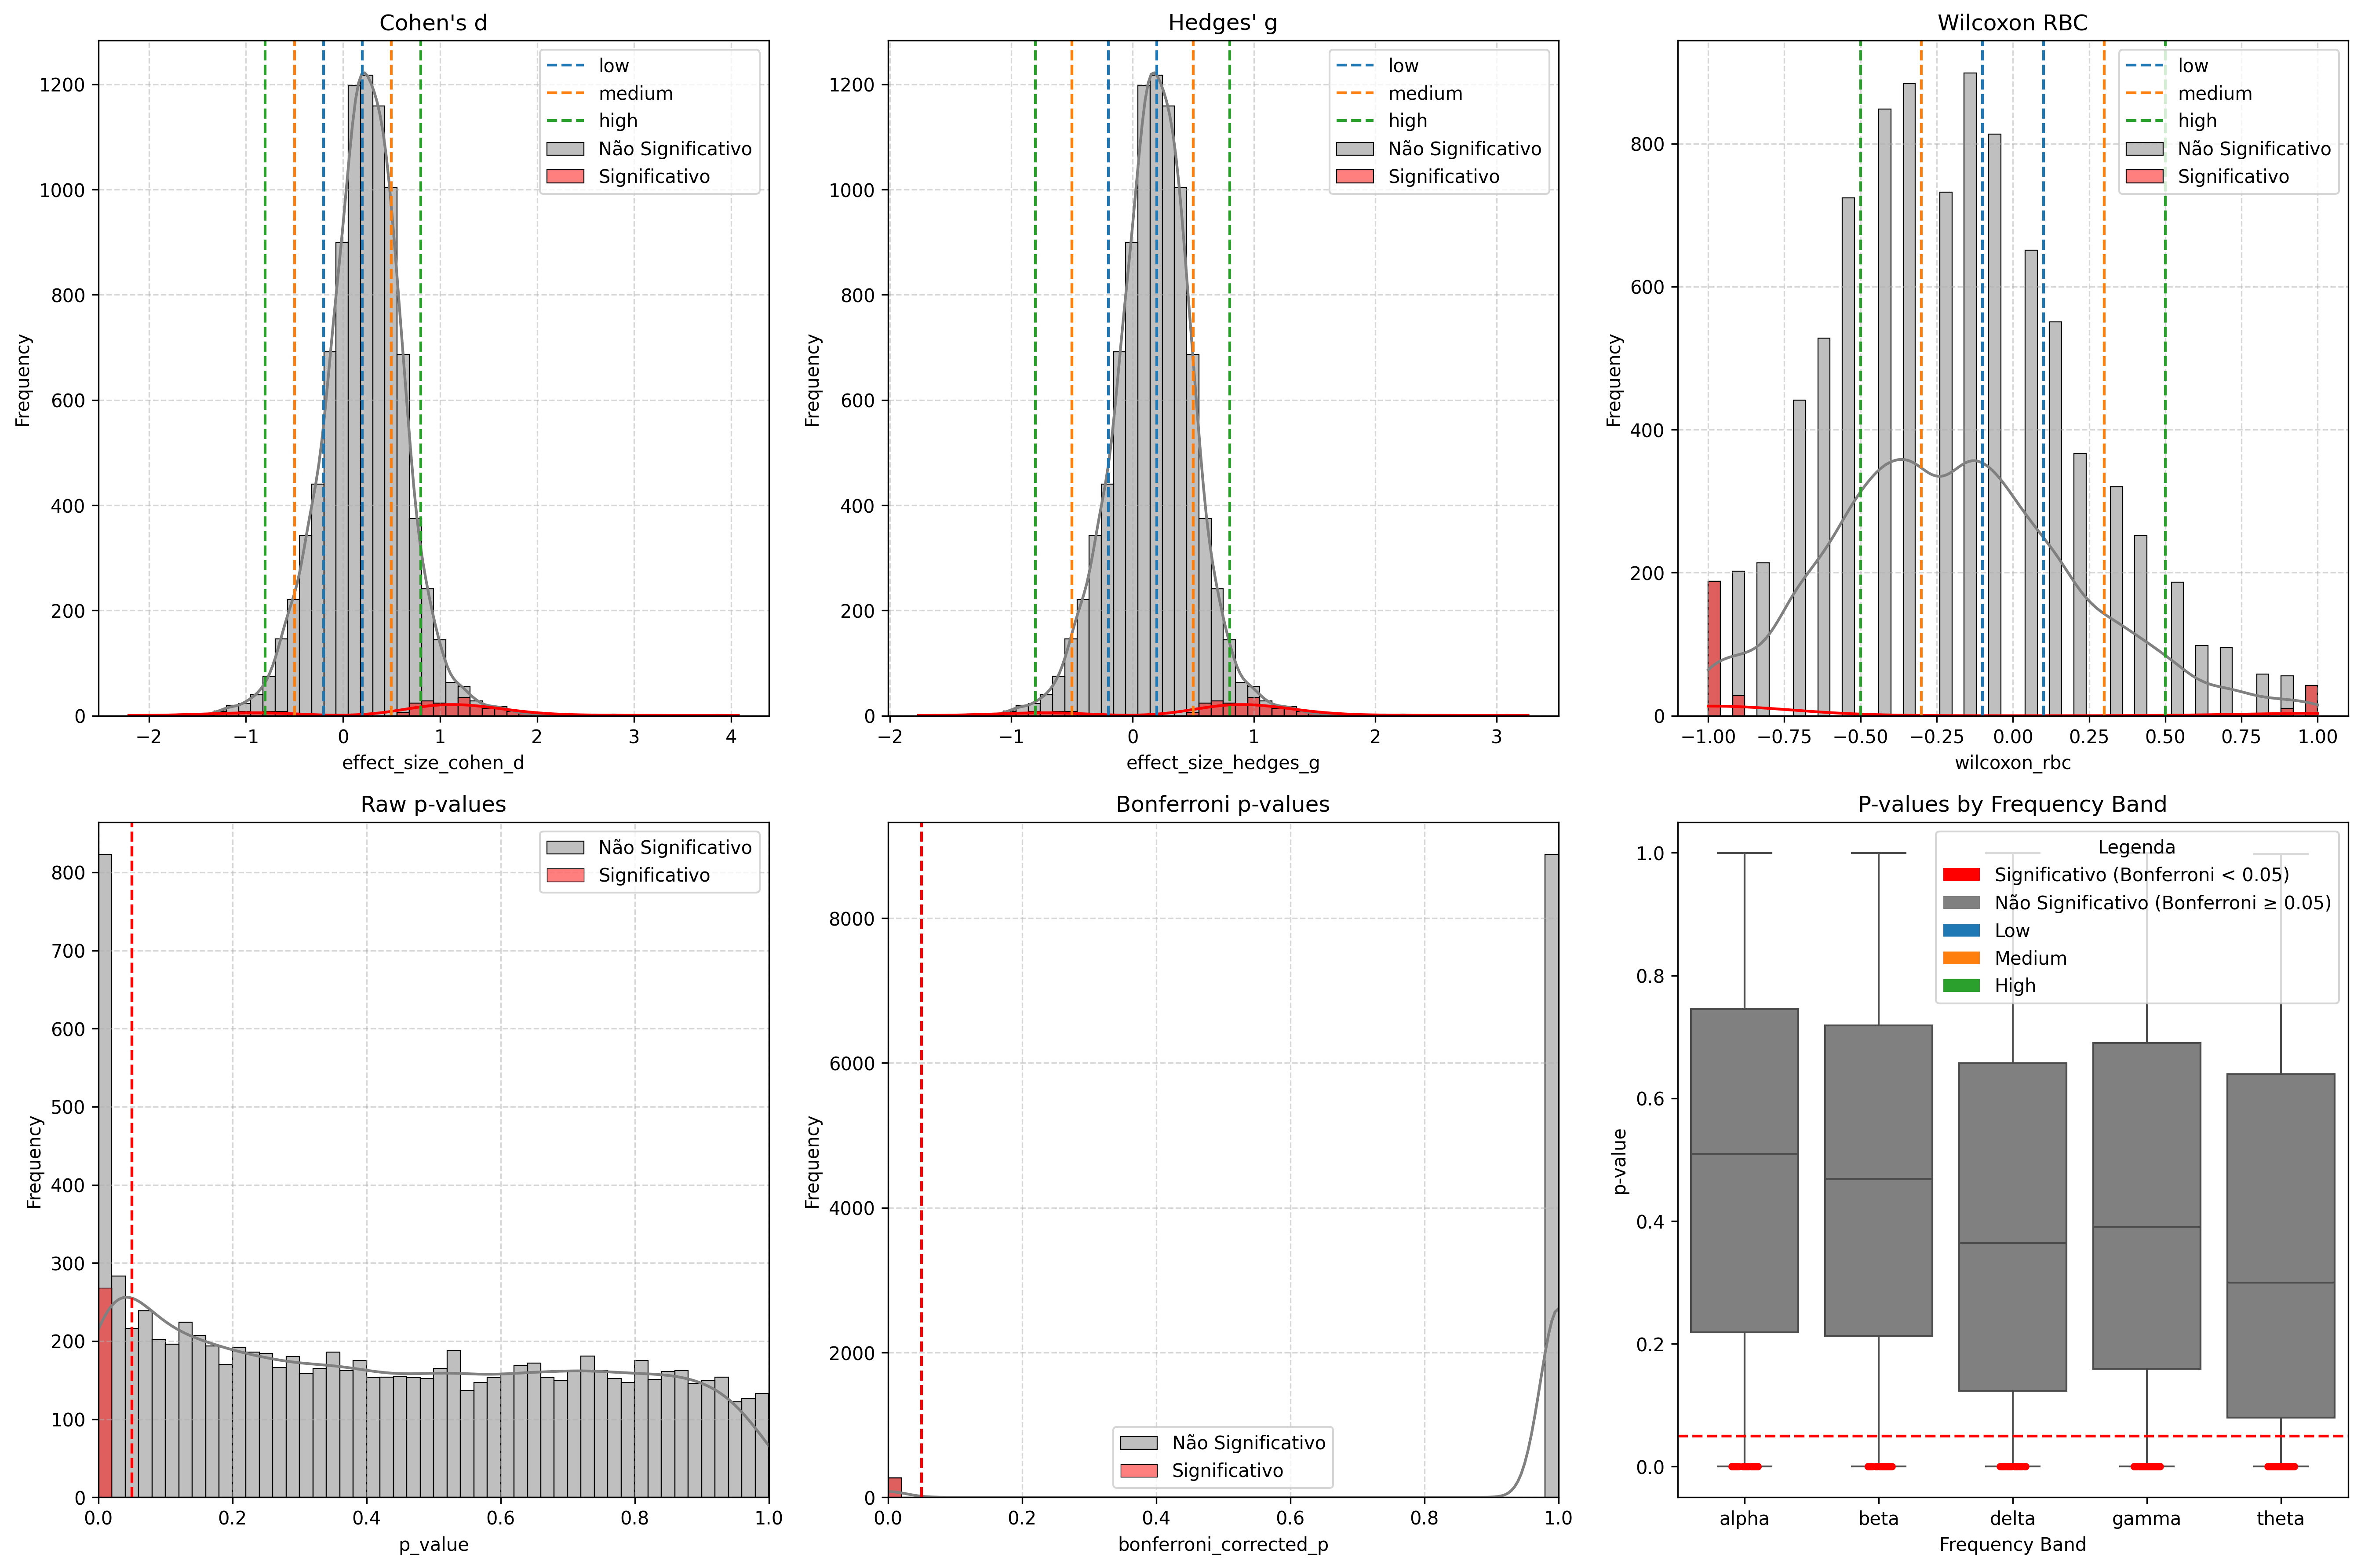 Cohen's d
Frequency
1200
1000
800
600
400
200
0
−2
−1
0
1
2
3
4
effect_size_cohen_d
low
medium
high
Não Significativo
Significativo
Hedges' g
Frequency
1200
1000
800
600
400
200
0
−2
−1
0
1
2
3
effect_size_hedges_g
low
medium
high
Não Significativo
Significativo
Wilcoxon RBC
Frequency
800
600
400
200
0
−1.00
−0.75
−0.50
−0.25
0.00
0.25
0.50
0.75
1.00
wilcoxon_rbc
low
medium
high
Não Significativo
Significativo
Raw p-values
Frequency
800
700
600
500
400
300
200
100
0
0.0
0.2
0.4
0.6
0.8
1.0
p_value
Não Significativo
Significativo
Bonferroni p-values
Frequency
8000
6000
4000
2000
0
0.0
0.2
0.4
0.6
0.8
1.0
bonferroni_corrected_p
Não Significativo
Significativo
P-values by Frequency Band
p-value
1.0
0.8
0.6
0.4
0.2
0.0
alpha
beta
delta
gamma
theta
Frequency Band
Legenda
Significativo (Bonferroni < 0.05)
Não Significativo (Bonferroni ≥ 0.05)
Low
Medium
High